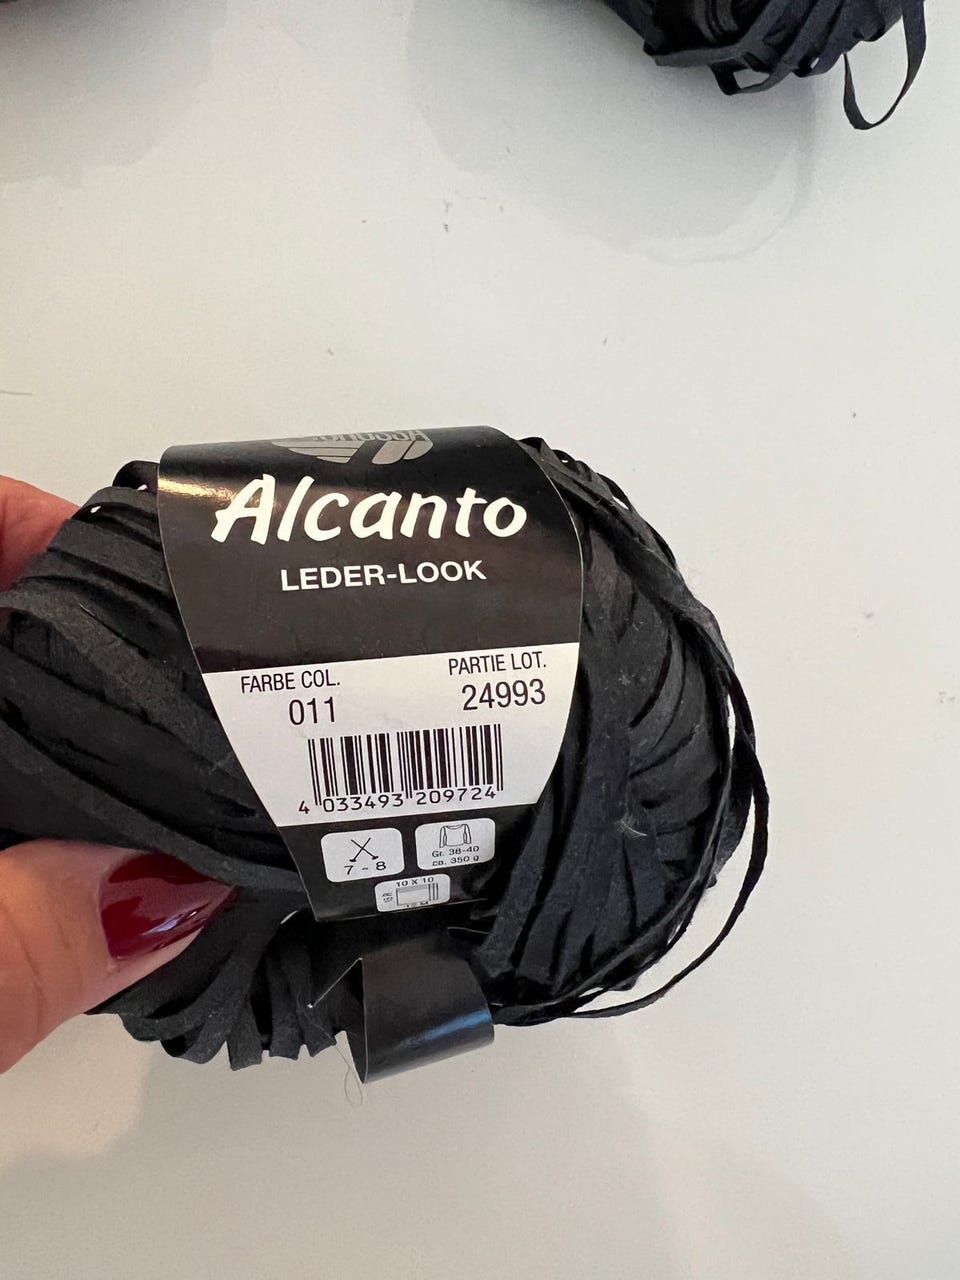 Alcanto
LEDER-LOOK
FARBE COL.
PARTIE LOT.
011
24993
4 033493 209724
7 - 8
Gr. 38-40
ca. 350 g
10 X 10